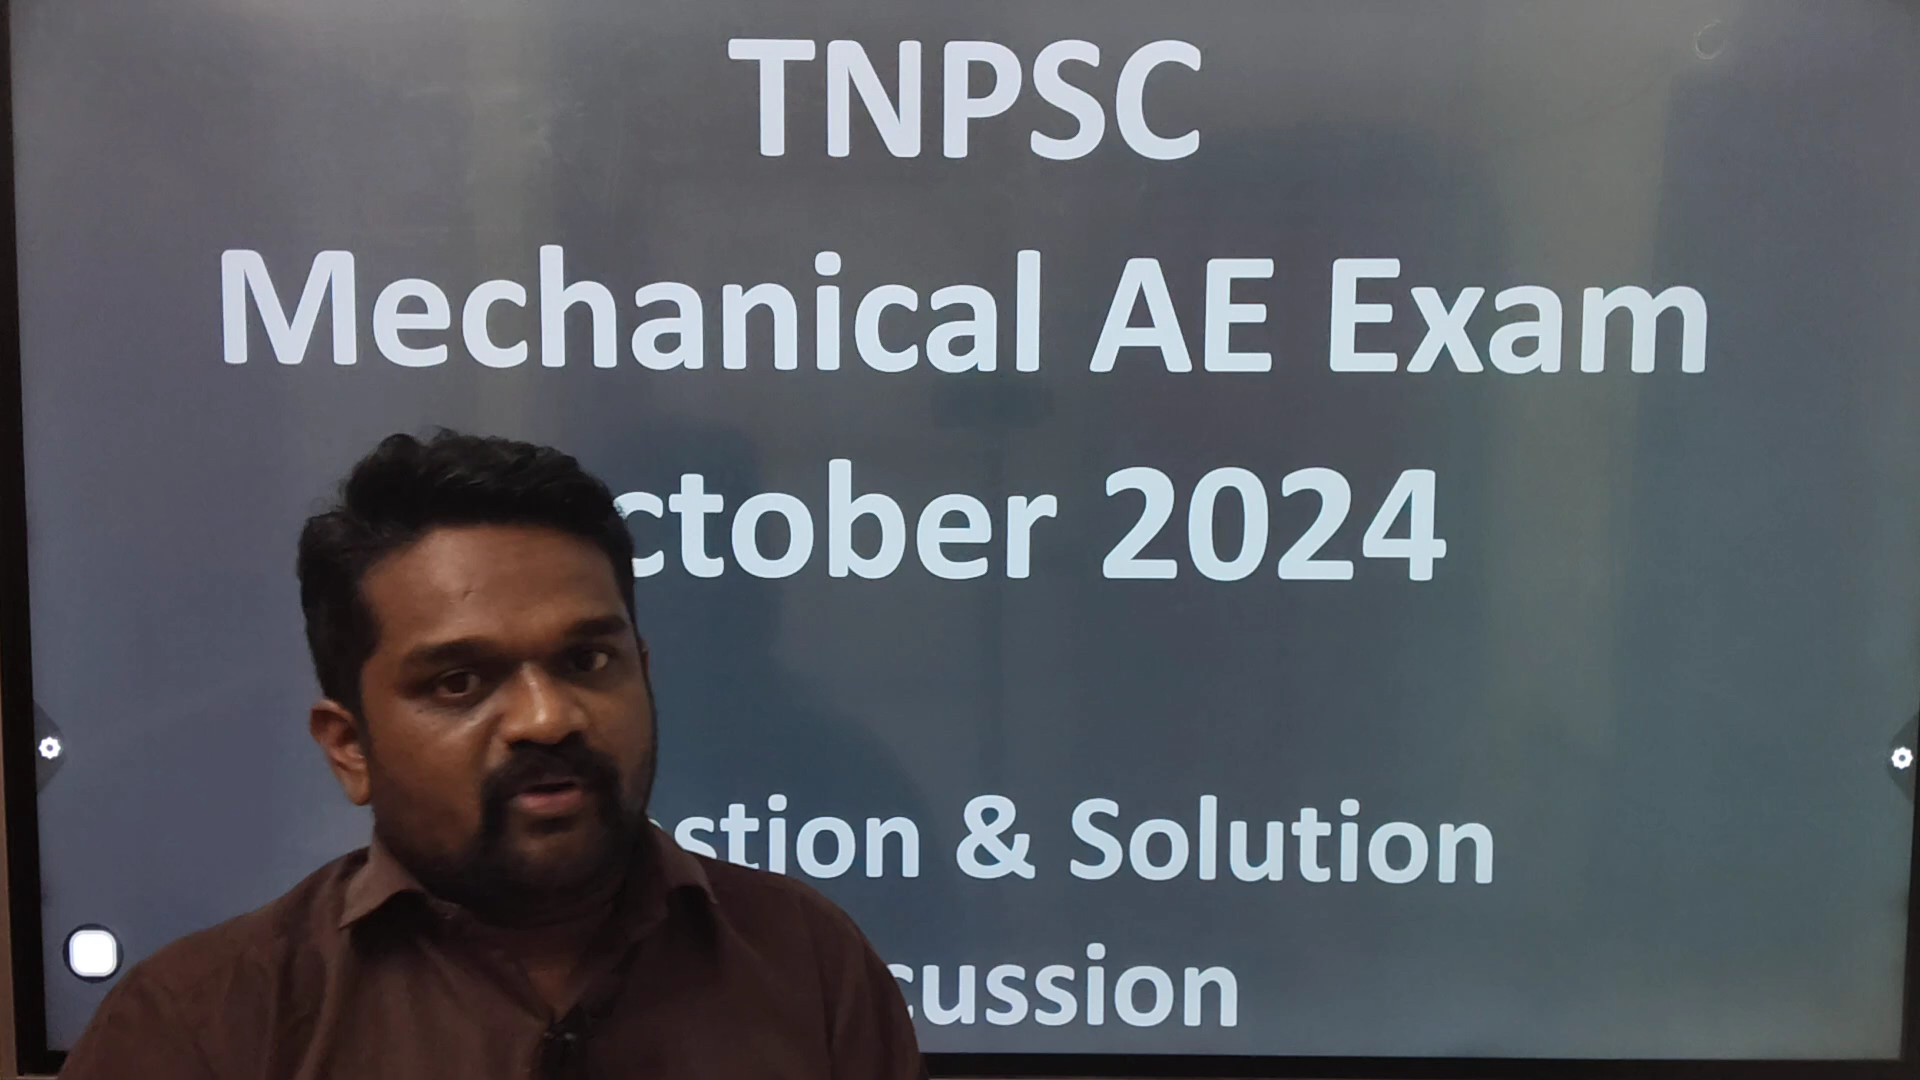 TNPSC
Mechanical AE Exam
ctober 2024
stion & Solution
cussion